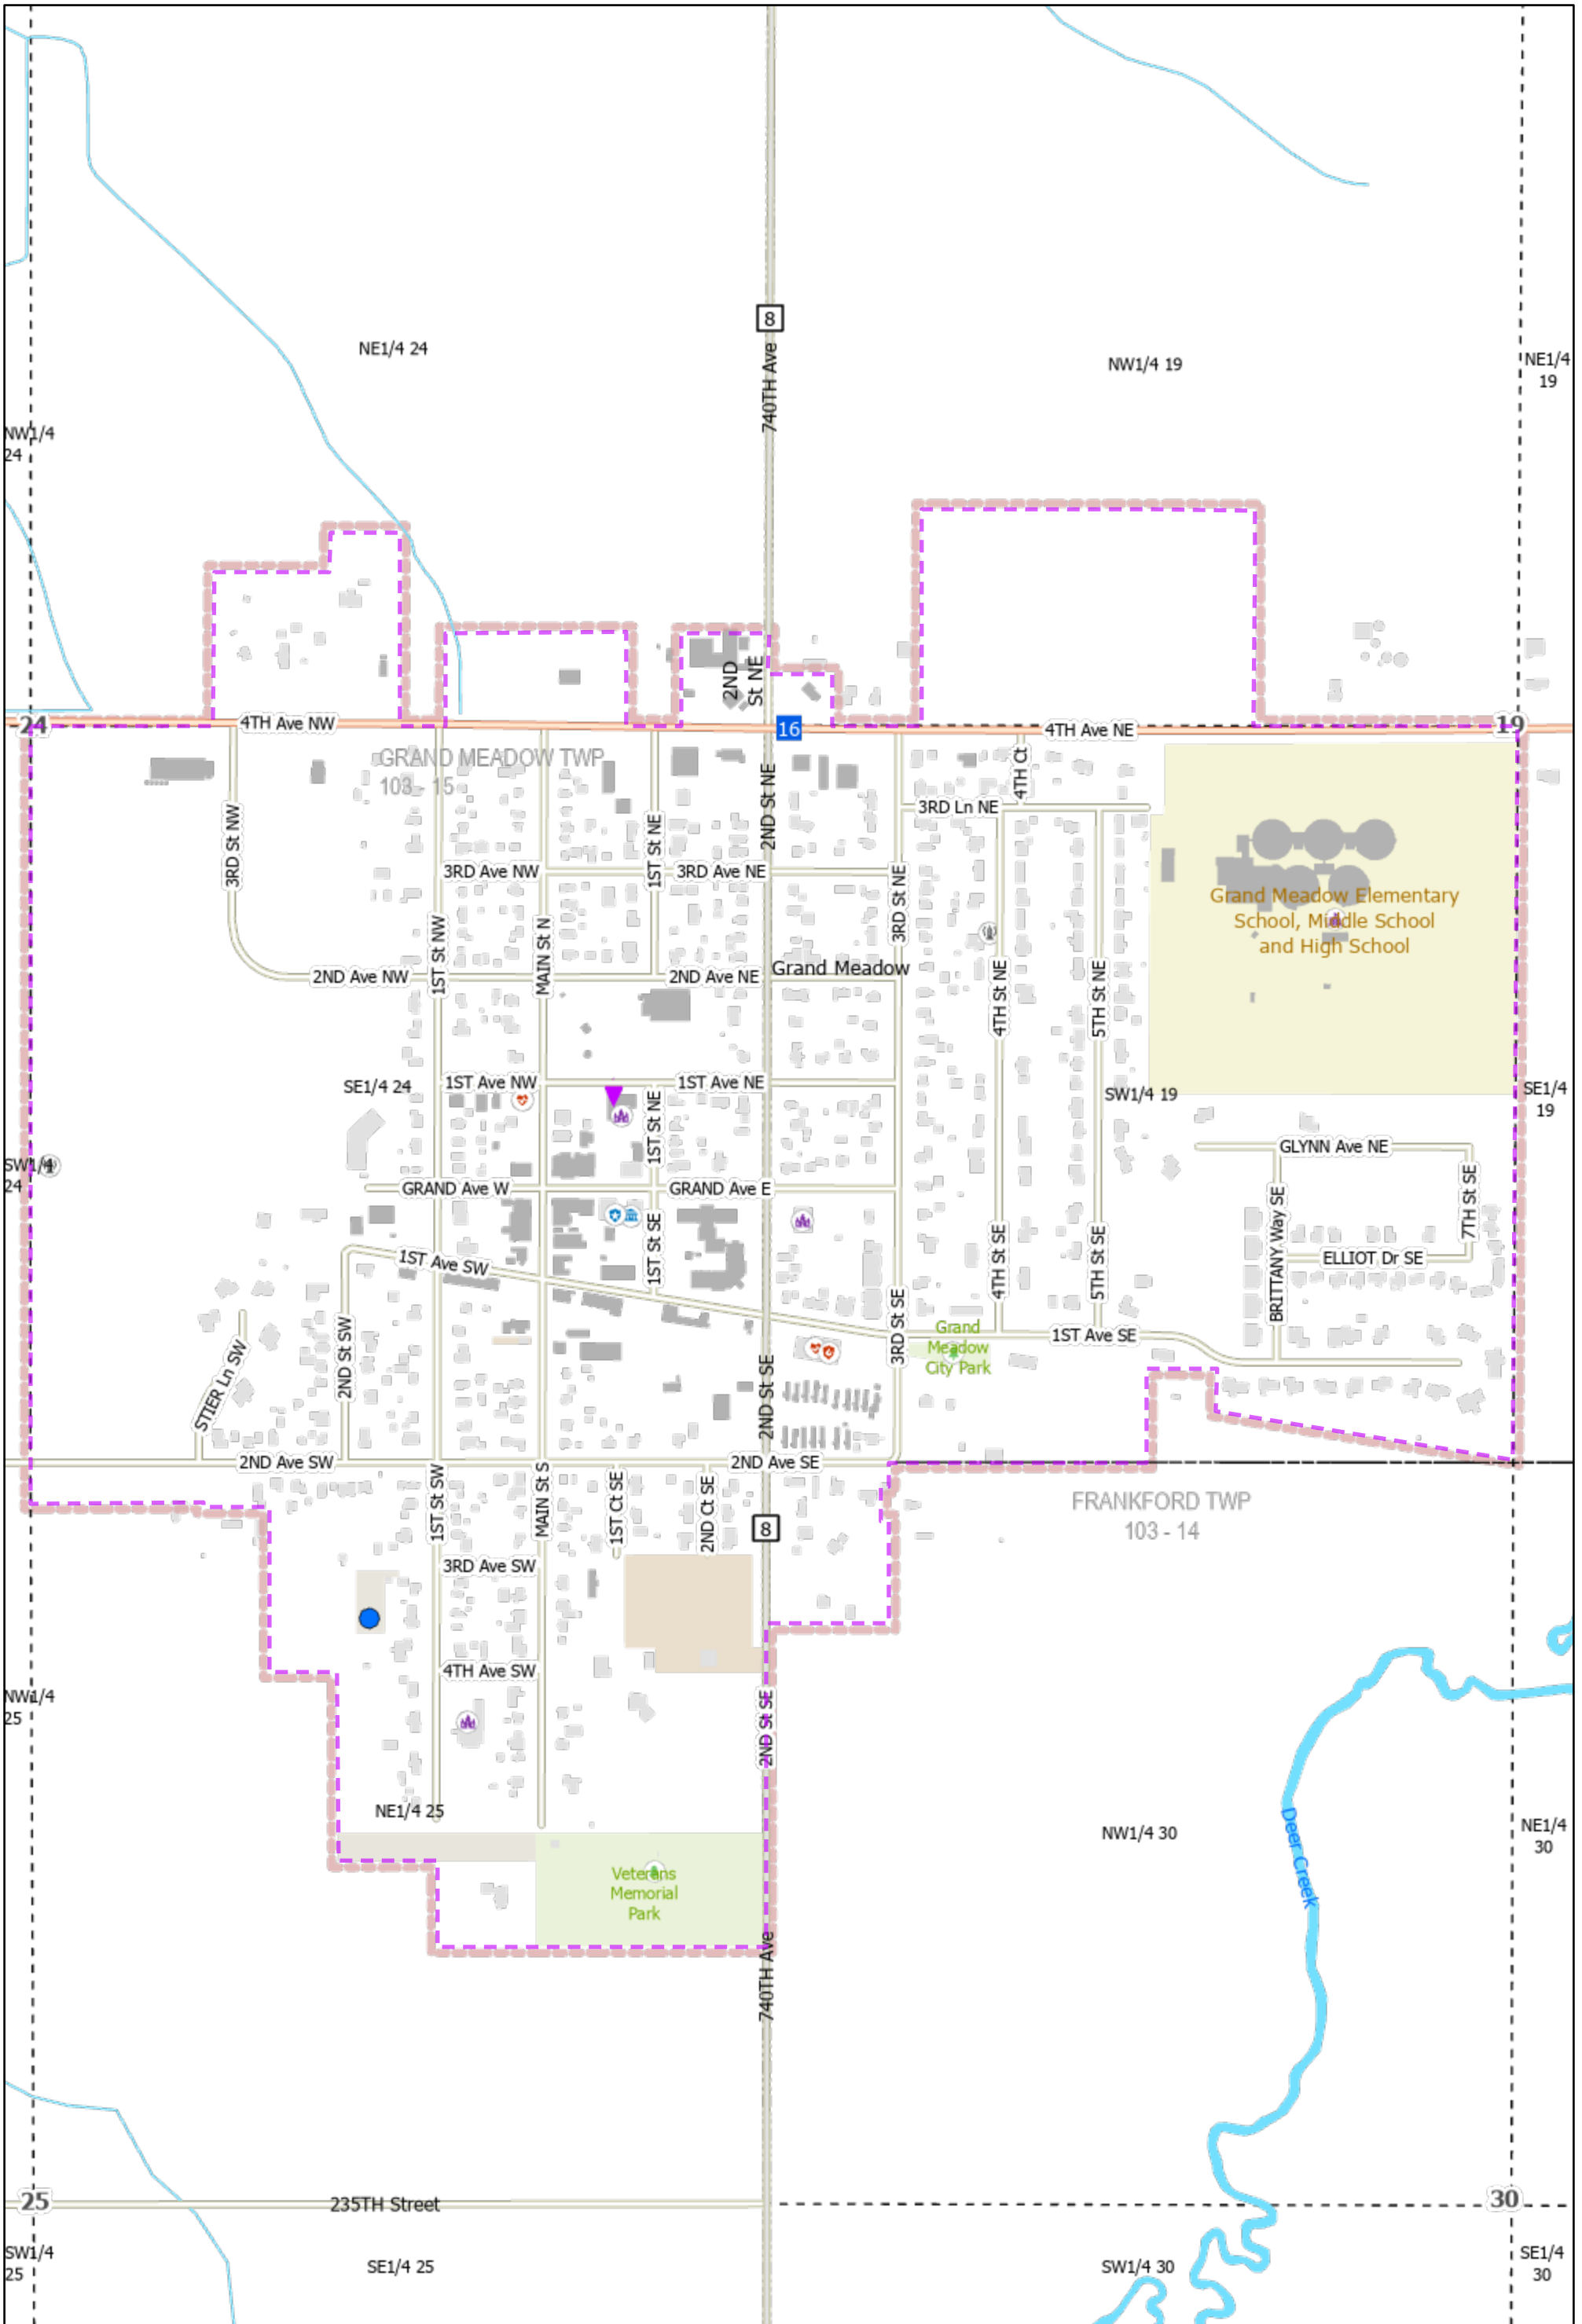 8
740TH Ave
NE1/4 24
NW1/4 19
NE1/4
19
NW1/4
24
2ND
St NE
24
4TH Ave NW
16
4TH Ave NE
19
GRAND MEADOW TWP
103 - 15
4TH Ct
3RD Ln NE
3RD St NW
1ST St NE
2ND St NE
3RD Ave NW
3RD Ave NE
3RD St NE
Grand Meadow Elementary
School, Middle School
and High School
1ST St NW
MAIN St N
Grand Meadow
2ND Ave NW
2ND Ave NE
4TH St NE
5TH St NE
SE1/4 24
1ST Ave NW
1ST Ave NE
SW1/4 19
SE1/4
19
1ST St NE
GLYNN Ave NE
SW1/4
24
GRAND Ave W
GRAND Ave E
7TH St SE
BRITTANY Way SE
1ST Ave SW
1ST St SE
4TH St SE
5TH St SE
ELLIOT Dr SE
2ND St SW
STIER Ln SW
2ND St SE
3RD St SE
Grand
Meadow
City Park
1ST Ave SE
2ND Ave SW
2ND Ave SE
1ST St SW
MAIN St S
1ST Ct SE
2ND Ct SE
8
FRANKFORD TWP
103 - 14
3RD Ave SW
4TH Ave SW
NW1/4
25
2ND St SE
NE1/4 25
NW1/4 30
NE1/4
30
Deer Creek
Veterans
Memorial
Park
740TH Ave
25
235TH Street
30
SW1/4
25
SE1/4 25
SW1/4 30
SE1/4
30